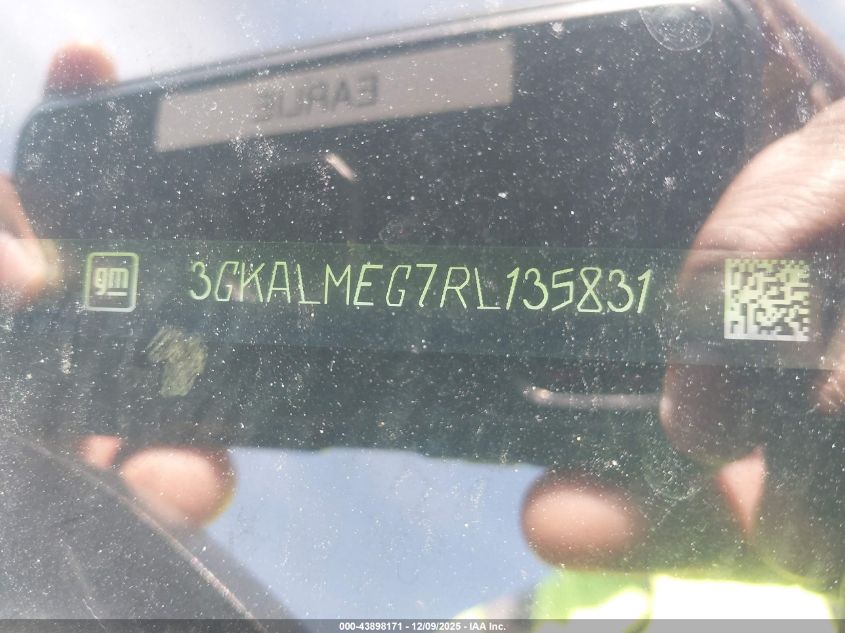 EARLIE
gm 3GKALMEG7RL135831
000-43898171 - 12/09/2025 - IAA Inc.